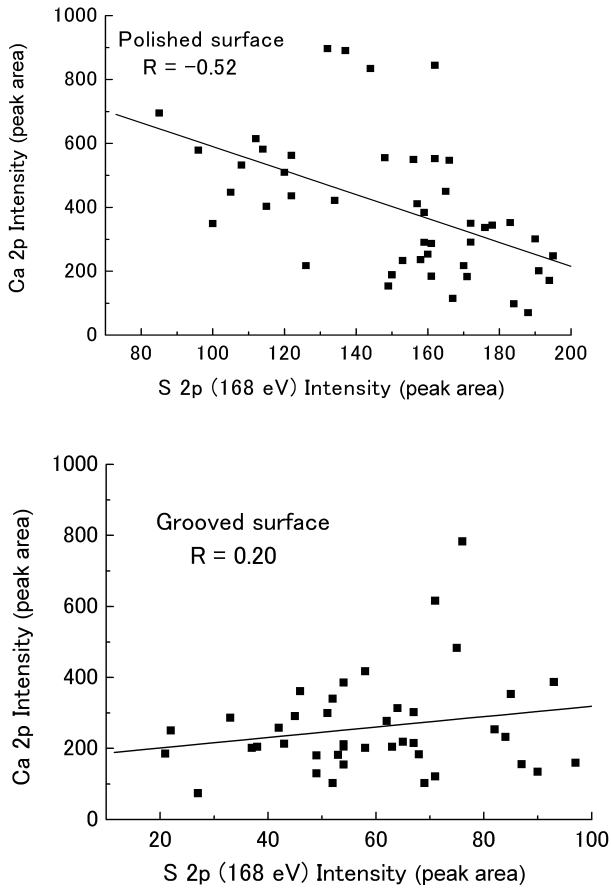 1000
800
600
400
200
0
Ca 2p Intensity (peak area)
Polished surface
R = −0.52
80 100 120 140 160 180 200
S 2p (168 eV) Intensity (peak area)
1000
800
600
400
200
0
Ca 2p Intensity (peak area)
Grooved surface
R = 0.20
20 40 60 80 100
S 2p (168 eV) Intensity (peak area)